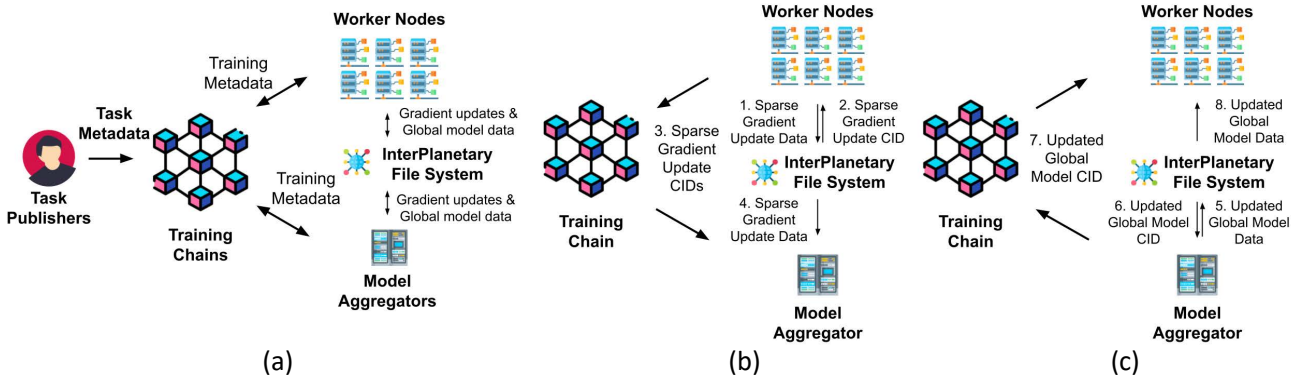 Worker Nodes
Training
Metadata
Task
Metadata
Gradient updates &
Global model data
InterPlanetary
File System
Training
Metadata
Gradient updates &
Global model data
Task
Publishers
Training
Chains
Model
Aggregators
(a)
Worker Nodes
1. Sparse
Gradient
Update Data
2. Sparse
Gradient
Update CID
3. Sparse
Gradient
Update
CIDs
InterPlanetary
File System
4. Sparse
Gradient
Update Data
Training
Chain
Model
Aggregator
(b)
Worker Nodes
8. Updated
Global
Model Data
7. Updated
Global
Model CID
InterPlanetary
File System
6. Updated
Global Model
CID
5. Updated
Global Model
Data
Training
Chain
Model
Aggregator
(c)